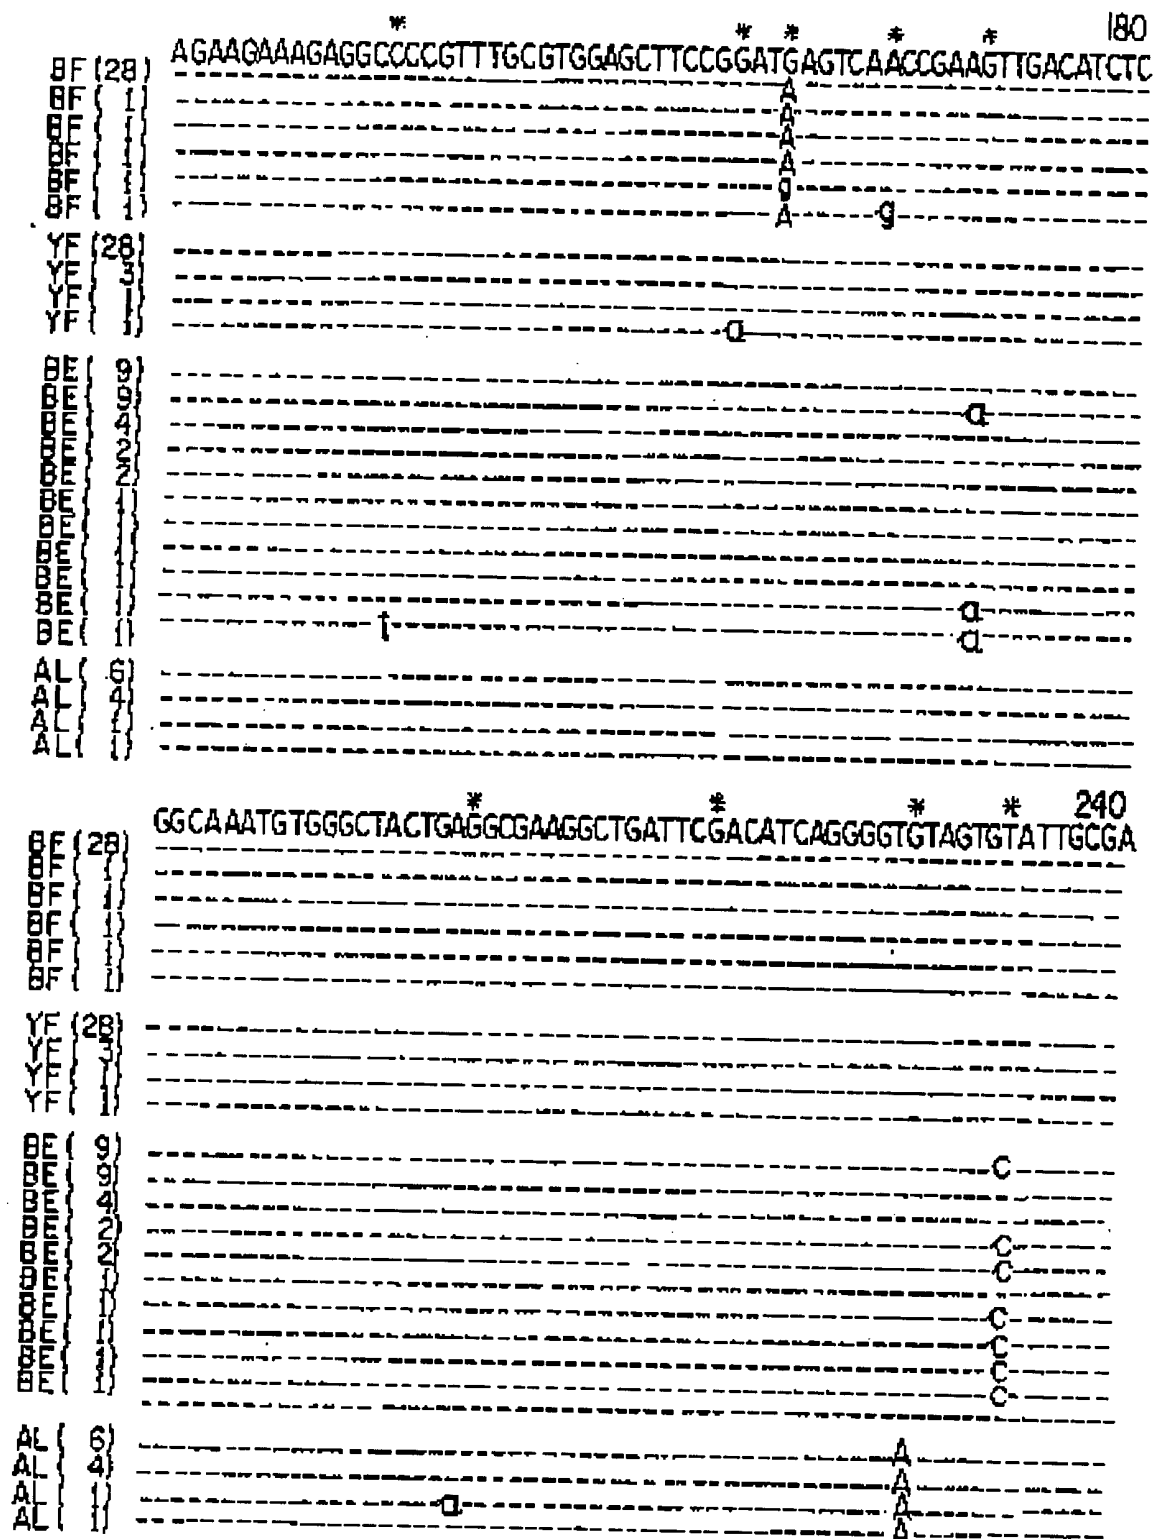 * * * * * 180
AGAAGAAAGAGGCCCCGTTTGCGTGGAGCTTCCGGATGAGTCAACCGAAGTTGACATCTC
BF (28) A
BF ( 1) A
BF ( 1) A
BF ( 1) A
BF ( 1) g
BF ( 1) A g
YF (28)
YF ( 3)
YF ( 1)
YF ( 1) a
BE ( 9)
BE ( 9) a
BE ( 4)
BE ( 2)
BE ( 2)
BE ( 1)
BE ( 1)
BE ( 1)
BE ( 1)
BE ( 1) a
BE ( 1) t a
AL ( 6)
AL ( 4)
AL ( 1)
AL ( 1)
* * * * 240
GGCAAATGTGGGCTACTGAGGCGAAGGCTGATTCGACATCAGGGGTGTAGTGTATTGCGA
BF (28)
BF ( 1)
BF ( 1)
BF ( 1)
BF ( 1)
BF ( 1)
YF (28)
YF ( 3)
YF ( 1)
YF ( 1)
BE ( 9) C
BE ( 9)
BE ( 4)
BE ( 2) C
BE ( 2) C
BE ( 1)
BE ( 1) C
BE ( 1) C
BE ( 1) C
BE ( 1) C
AL ( 6) A
AL ( 4) A
AL ( 1) a A
AL ( 1) A